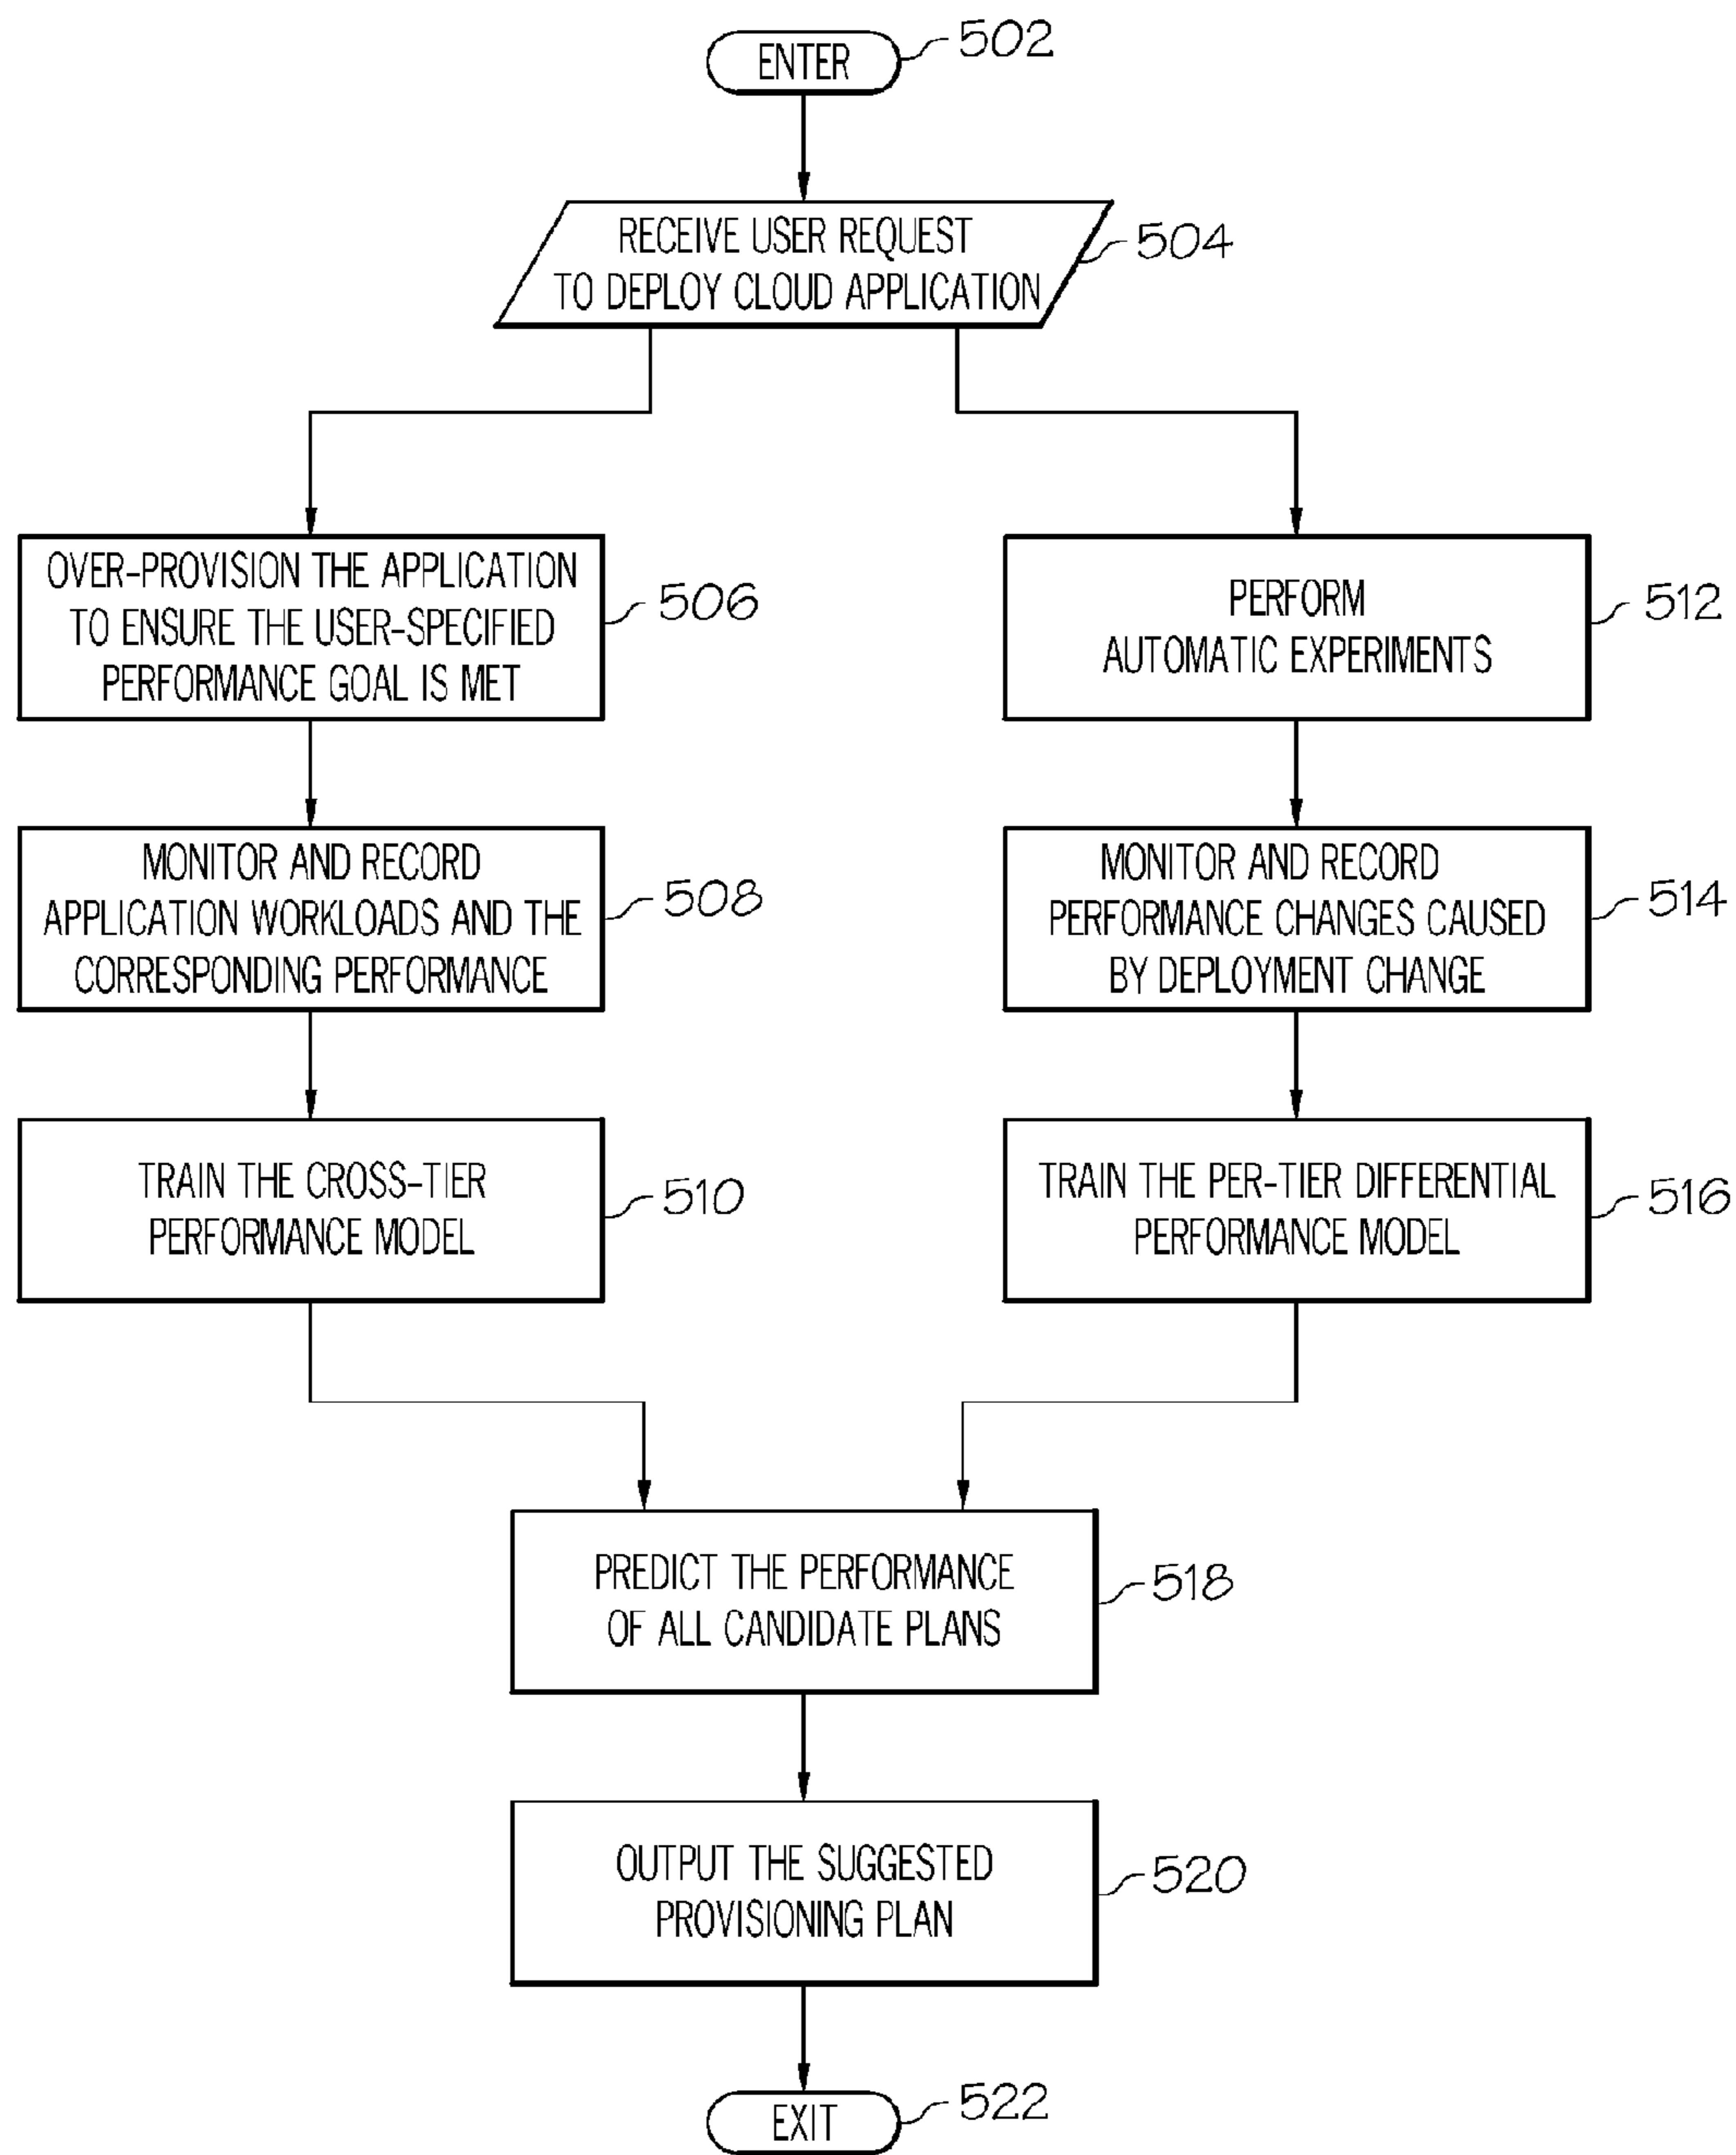 ENTER
502
RECEIVE USER REQUEST
TO DEPLOY CLOUD APPLICATION
504
OVER-PROVISION THE APPLICATION
TO ENSURE THE USER-SPECIFIED
PERFORMANCE GOAL IS MET
506
PERFORM
AUTOMATIC EXPERIMENTS
512
MONITOR AND RECORD
APPLICATION WORKLOADS AND THE
CORRESPONDING PERFORMANCE
508
MONITOR AND RECORD
PERFORMANCE CHANGES CAUSED
BY DEPLOYMENT CHANGE
514
TRAIN THE CROSS-TIER
PERFORMANCE MODEL
510
TRAIN THE PER-TIER DIFFERENTIAL
PERFORMANCE MODEL
516
PREDICT THE PERFORMANCE
OF ALL CANDIDATE PLANS
518
OUTPUT THE SUGGESTED
PROVISIONING PLAN
520
EXIT
522